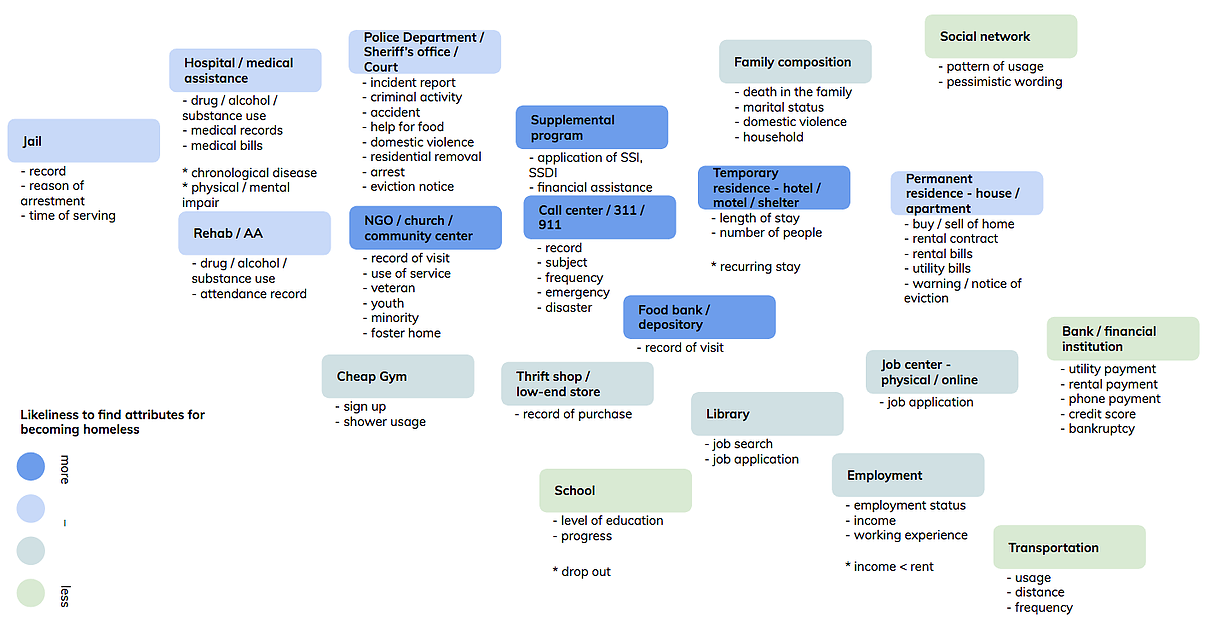 Social network
- pattern of usage
- pessimistic wording
Police Department /
Sheriff's office /
Court
- incident report
- criminal activity
- accident
- help for food
- domestic violence
- residential removal
- arrest
- eviction notice
Hospital / medical
assistance
- drug / alcohol /
substance use
- medical records
- medical bills
* chronological disease
* physical / mental
impair
Family composition
- death in the family
- marital status
- domestic violence
- household
Jail
- record
- reason of
arrestment
- time of serving
Supplemental
program
- application of SSI,
SSDI
- financial assistance
Temporary
residence - hotel /
motel / shelter
- length of stay
- number of people
* recurring stay
Permanent
residence - house /
apartment
- buy / sell of home
- rental contract
- rental bills
- utility bills
- warning / notice of
eviction
Rehab / AA
- drug / alcohol /
substance use
- attendance record
NGO / church /
community center
- record of visit
- use of service
- veteran
- youth
- minority
- foster home
Call center / 311 /
911
- record
- subject
- frequency
- emergency
- disaster
Food bank /
depository
- record of visit
Bank / financial
institution
- utility payment
- rental payment
- phone payment
- credit score
- bankruptcy
Cheap Gym
- sign up
- shower usage
Thrift shop /
low-end store
- record of purchase
Job center -
physical / online
- job application
Library
- job search
- job application
Likeliness to find attributes for
becoming homeless
more
–
less
School
- level of education
- progress
* drop out
Employment
- employment status
- income
- working experience
* income < rent
Transportation
- usage
- distance
- frequency